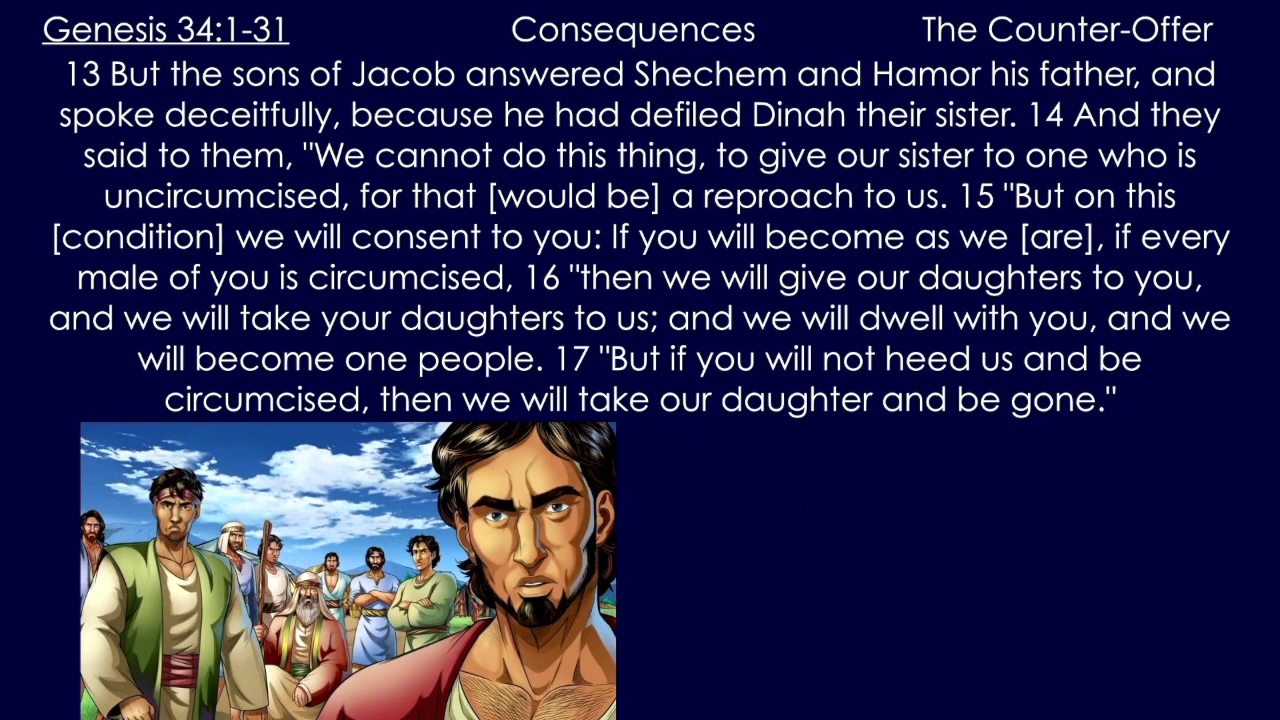 Genesis 34:1-31 Consequences The Counter-Offer
13 But the sons of Jacob answered Shechem and Hamor his father, and
spoke deceitfully, because he had defiled Dinah their sister. 14 And they
said to them, "We cannot do this thing, to give our sister to one who is
uncircumcised, for that [would be] a reproach to us. 15 "But on this
[condition] we will consent to you: If you will become as we [are], if every
male of you is circumcised, 16 "then we will give our daughters to you,
and we will take your daughters to us; and we will dwell with you, and we
will become one people. 17 "But if you will not heed us and be
circumcised, then we will take our daughter and be gone."